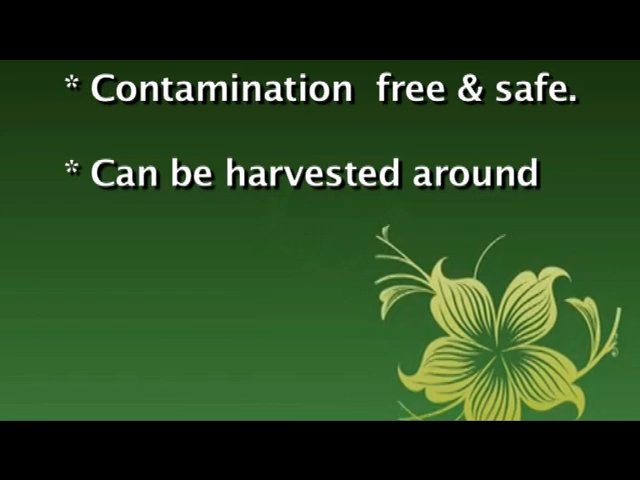 * Contamination  free & safe.
* Can be harvested around